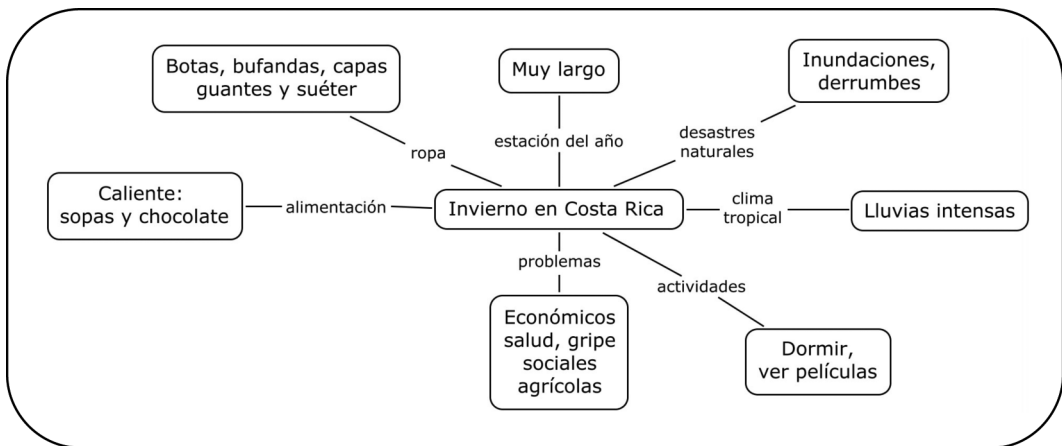 Botas, bufandas, capas
guantes y suéter
Muy largo
Inundaciones,
derrumbes
ropa
estación del año
desastres
naturales
Caliente:
sopas y chocolate
alimentación
Invierno en Costa Rica
clima
tropical
Lluvias intensas
problemas
actividades
Económicos
salud, gripe
sociales
agrícolas
Dormir,
ver películas